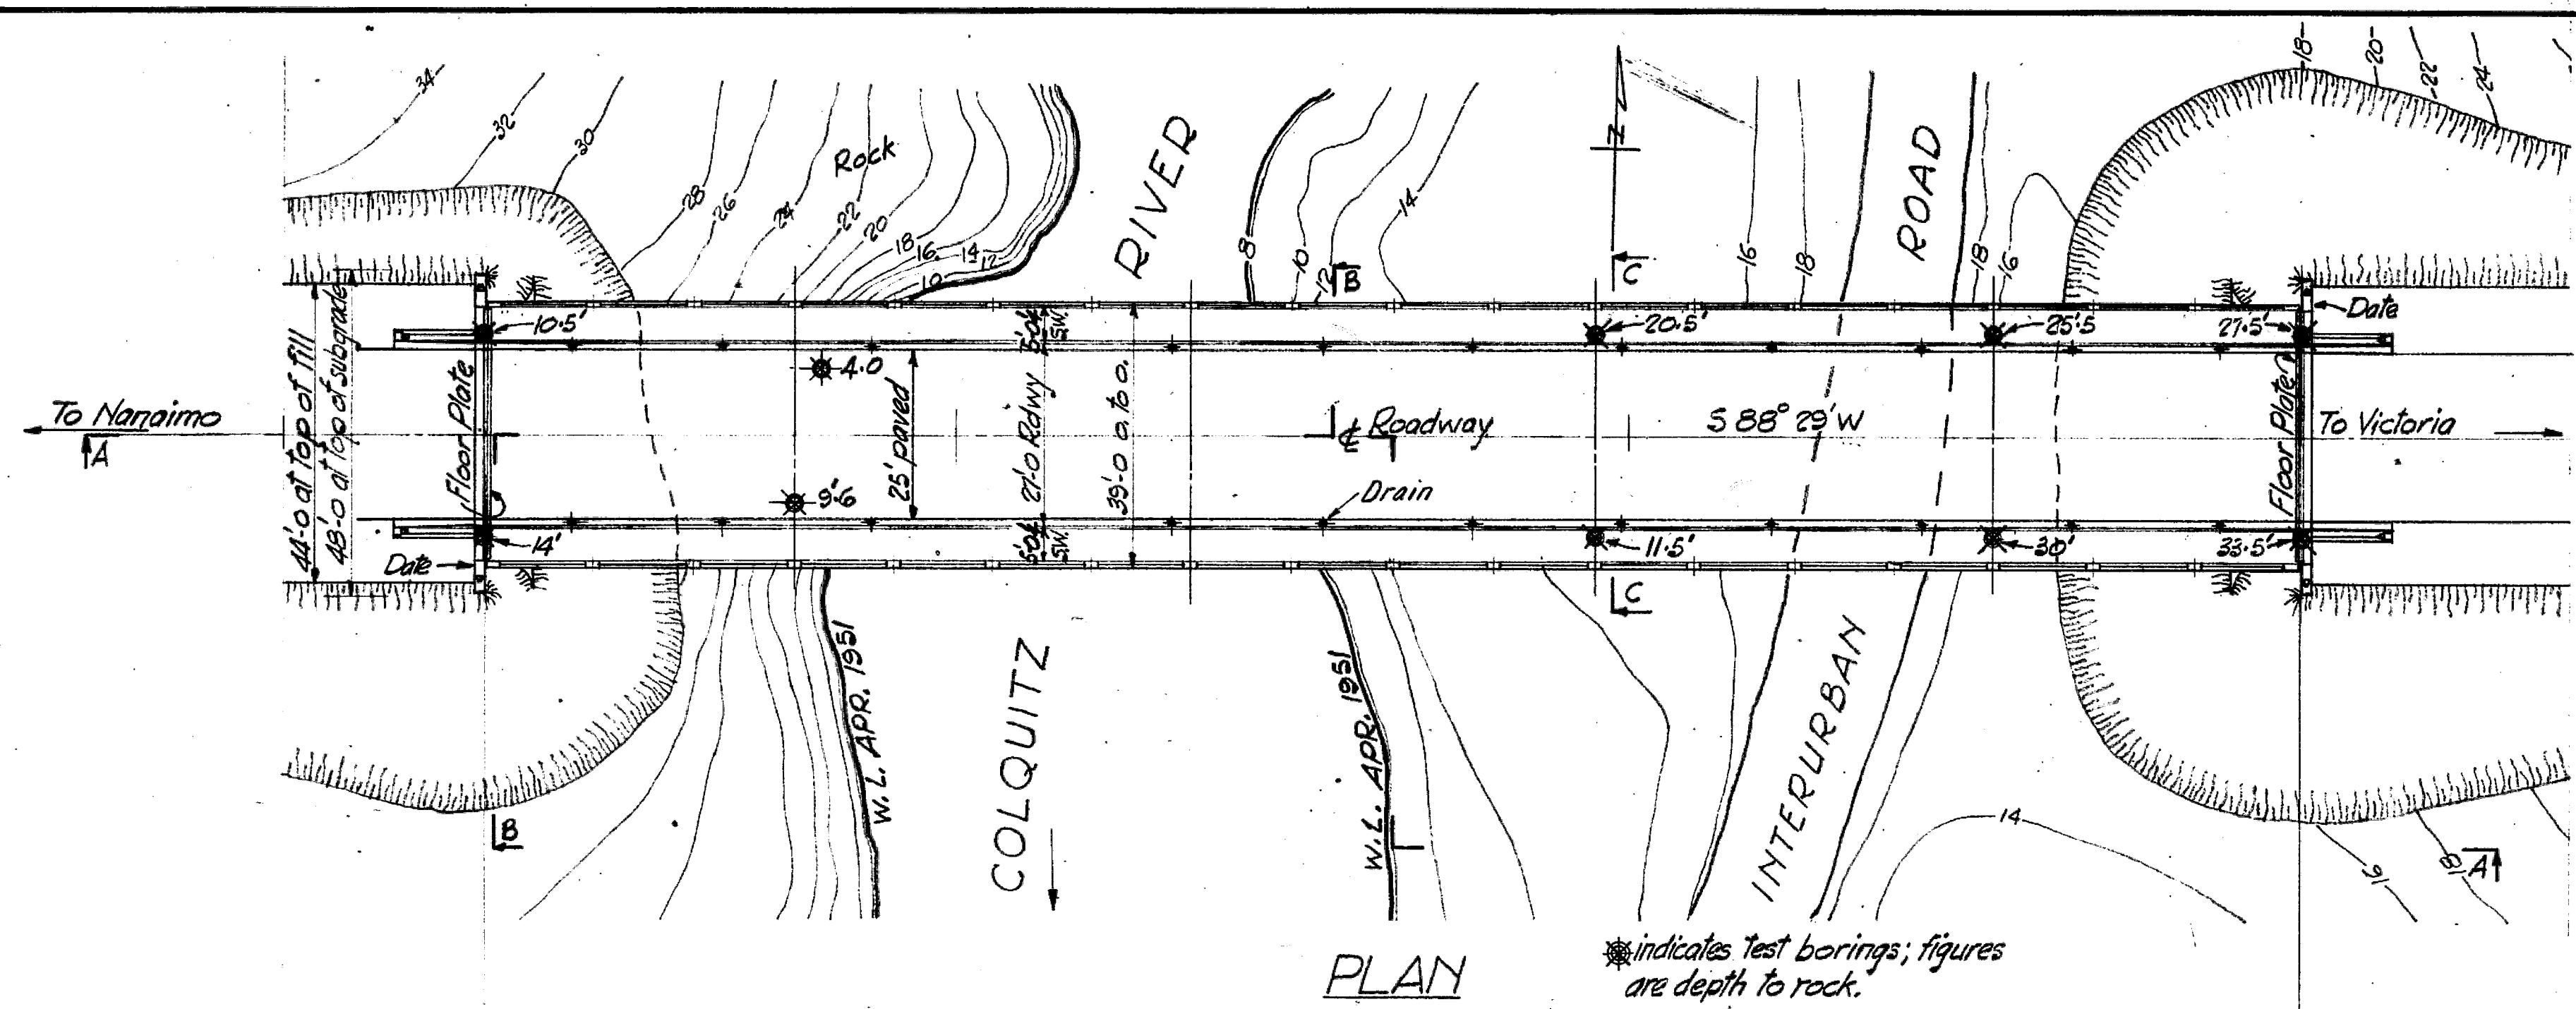 34
32
30
28
26
24
22
20
18
16
14
12
10
Rock
RIVER
8
10
12
14
B
N
C
16
18
ROAD
18
16
18
20
22
24
Date
10.5'
4.0
5'-0"
S.W.
20.5'
25'.5
27.5'
To Nanaimo
A
44'-0 at top of fill
48'-0 at top of subgrade
Floor Plate
25' paved
27'-0 Rdwy
39'-0 o. to o.
℄ Roadway
S 88° 29' W
Floor Plate
To Victoria
9'.6
Drain
14'
Date
5'-0"
S.W.
11.5'
30'
33.5'
C
W.L. APR. 1951
COLQUITZ
W.L. APR. 1951
INTERURBAN
14
16
18
A
B
PLAN
indicates test borings; figures
are depth to rock.